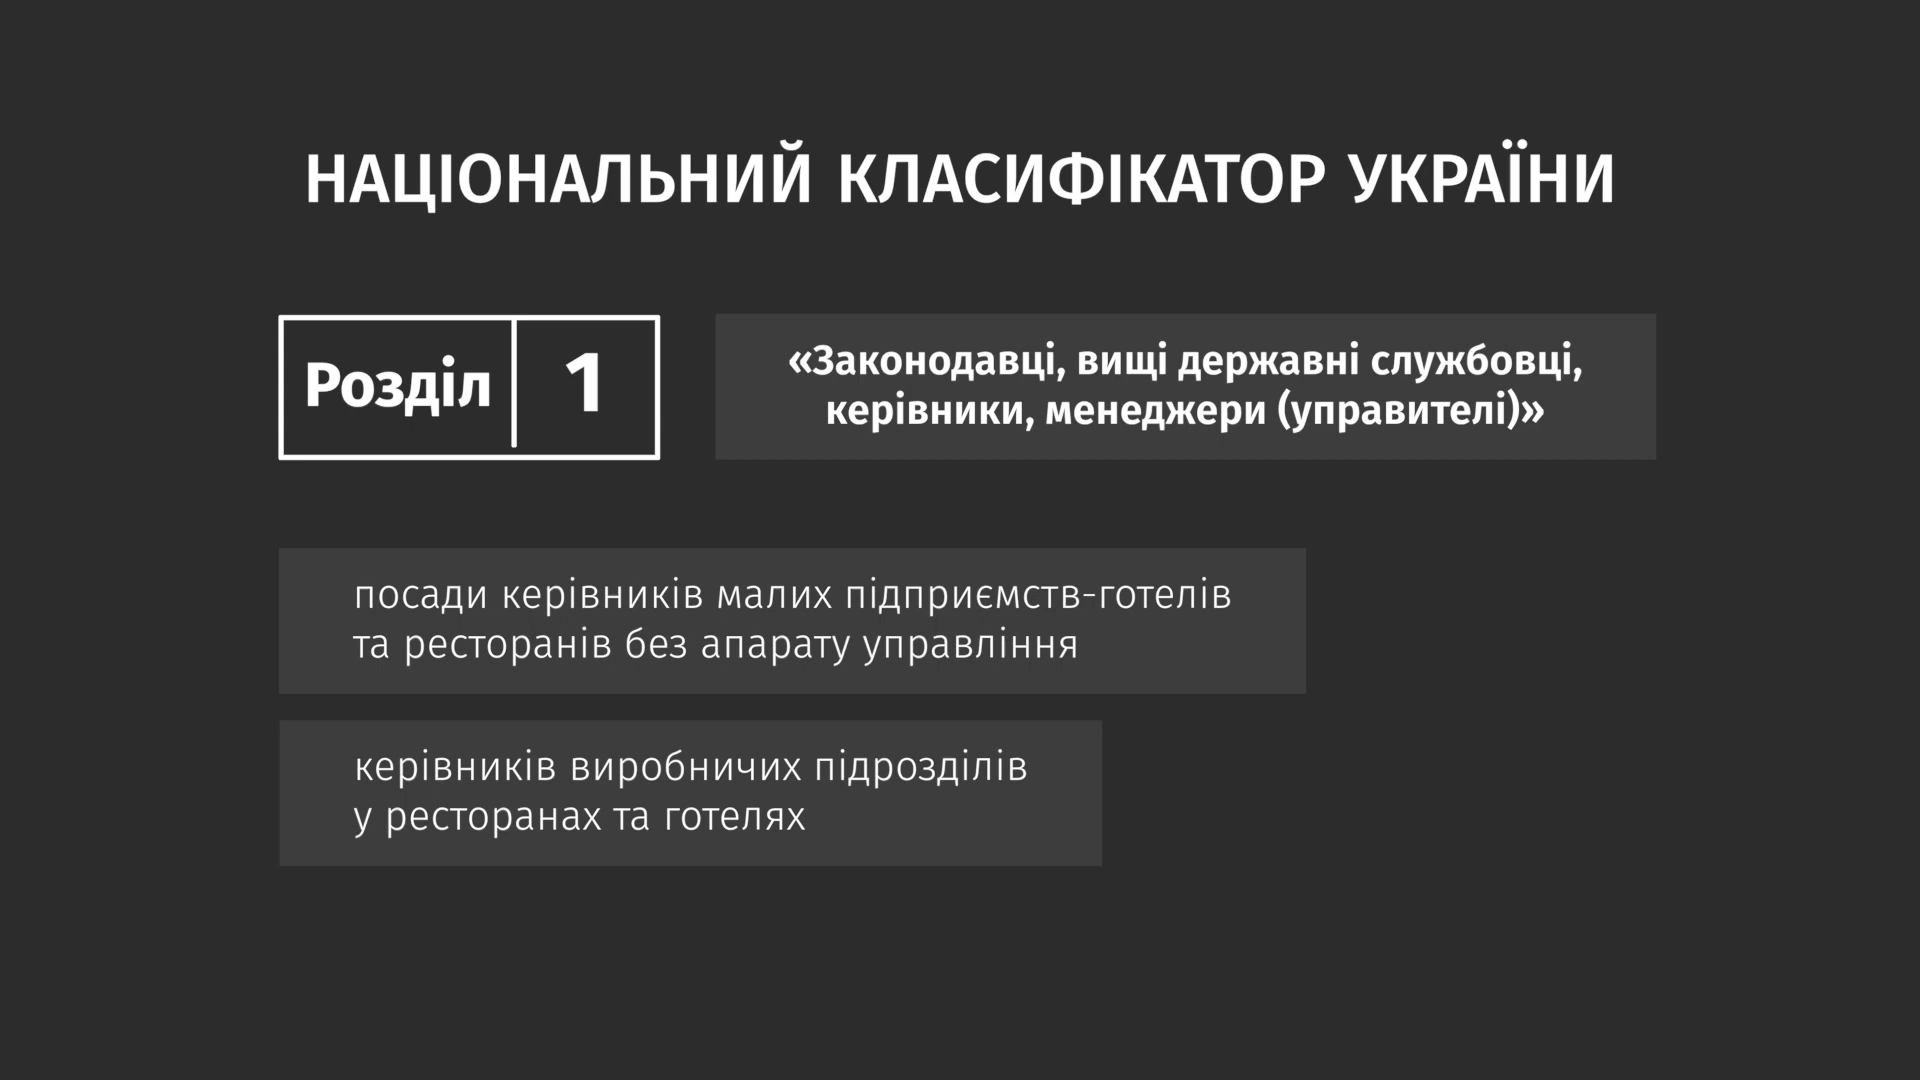 НАЦІОНАЛЬНИЙ КЛАСИФІКАТОР УКРАЇНИ
Розділ 1
«Законодавці, вищі державні службовці,
керівники, менеджери (управителі)»
посади керівників малих підприємств-готелів
та ресторанів без апарату управління
керівників виробничих підрозділів
у ресторанах та готелях